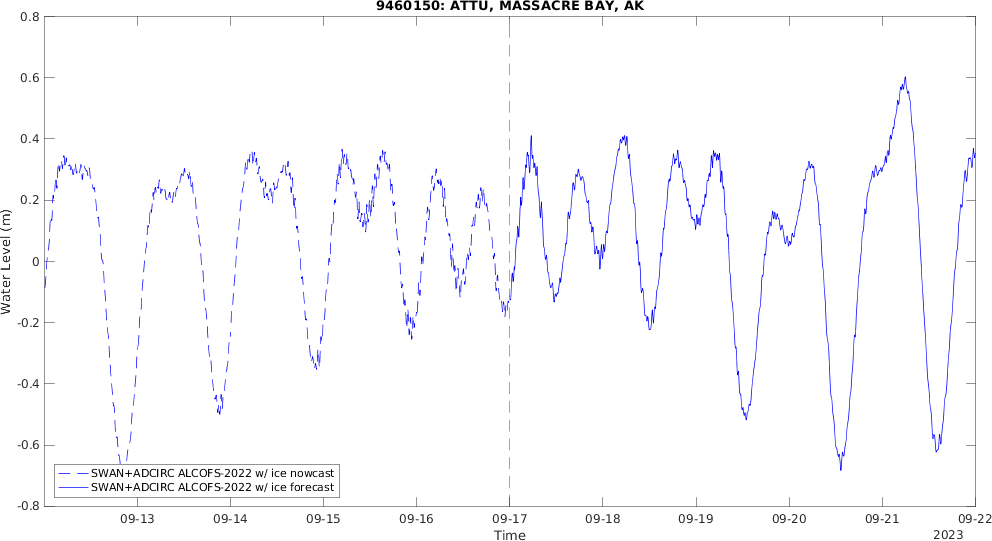 9460150: ATTU, MASSACRE BAY, AK
0.8
0.6
0.4
0.2
0
-0.2
-0.4
-0.6
-0.8
Water Level (m)
SWAN+ADCIRC ALCOFS-2022 w/ ice nowcast
SWAN+ADCIRC ALCOFS-2022 w/ ice forecast
09-13 09-14 09-15 09-16 09-17 09-18 09-19 09-20 09-21 09-22
Time
2023